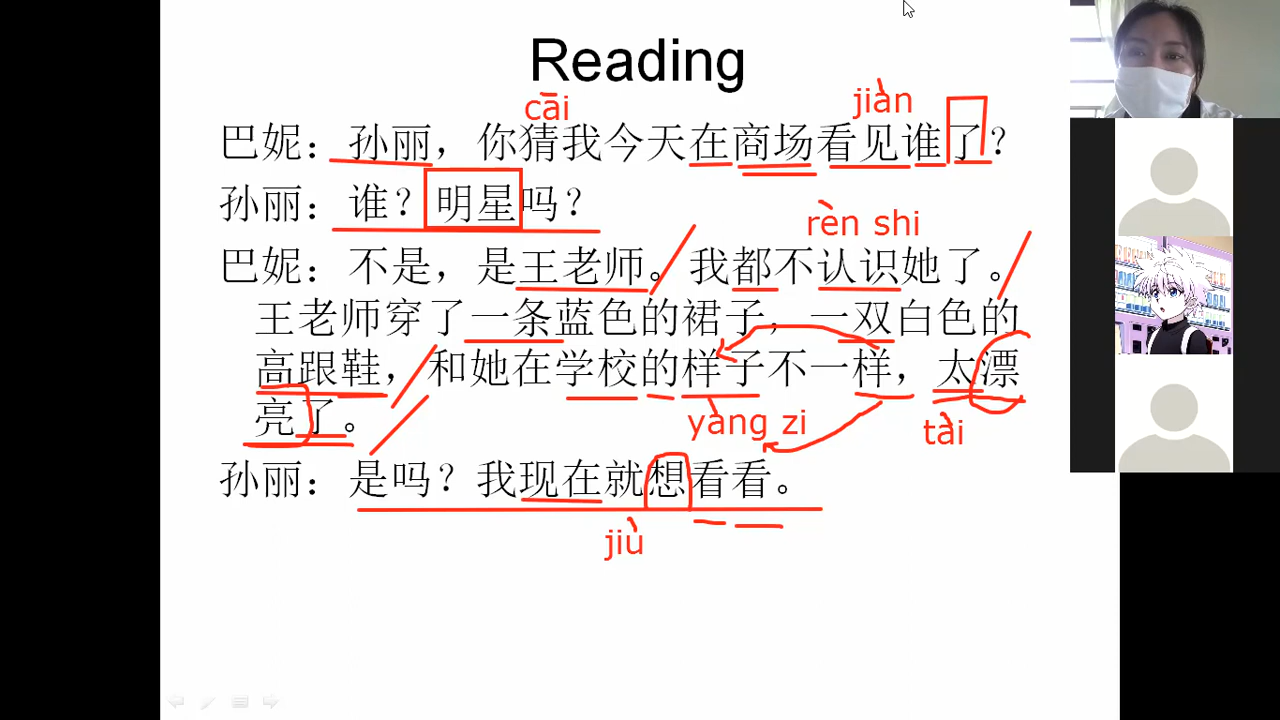 Reading
cāi
jiàn
巴妮：孙丽，你猜我今天在商场看见谁了？
孙丽：谁？明星吗？
rèn shi
巴妮：不是，是王老师。我都不认识她了。
王老师穿了一条蓝色的裙子，一双白色的
高跟鞋，和她在学校的样子不一样，太漂
亮了。
yàng zi
tài
孙丽：是吗？我现在就想看看。
jiù